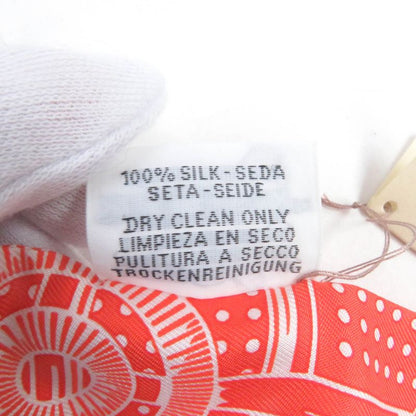 100% SILK-SEDA
SETA-SEIDE
DRY CLEAN ONLY
LIMPIEZA EN SECO
PULITURA A SECCO
TROCKENREINIGUNG